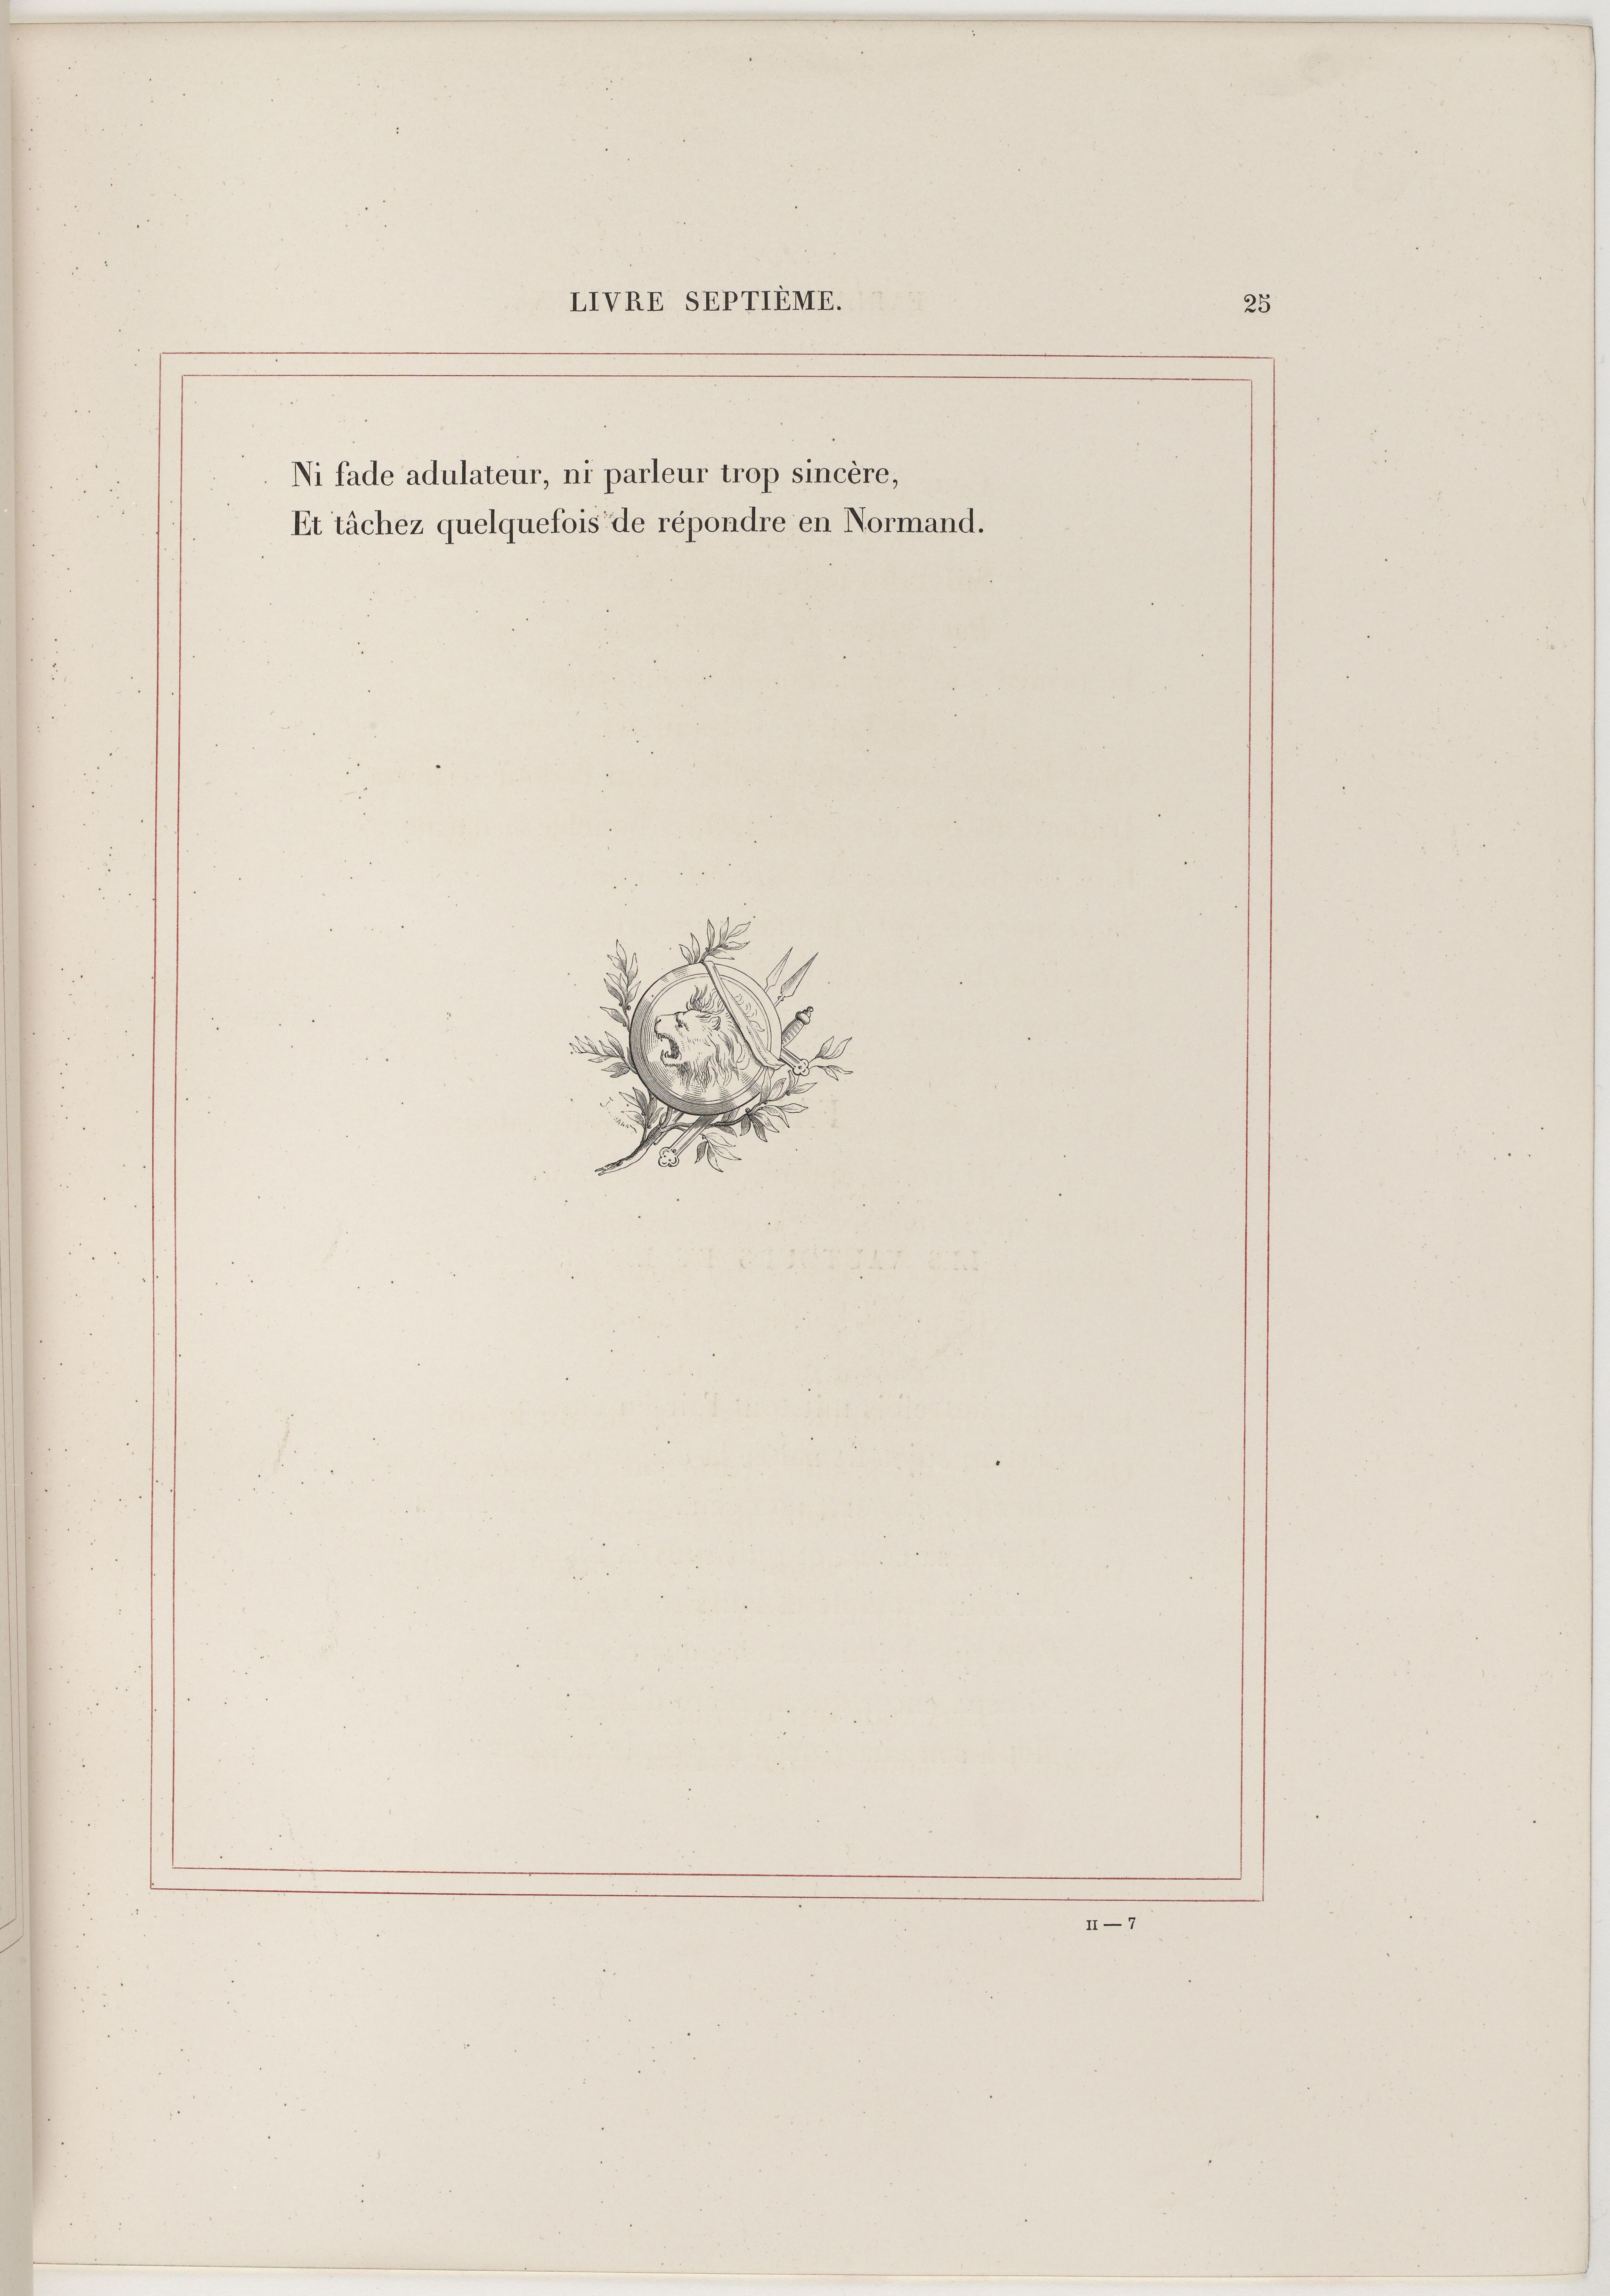 LIVRE SEPTIÈME. 25
Ni fade adulateur, ni parleur trop sincère,
Et tâchez quelquefois de répondre en Normand.
II — 7